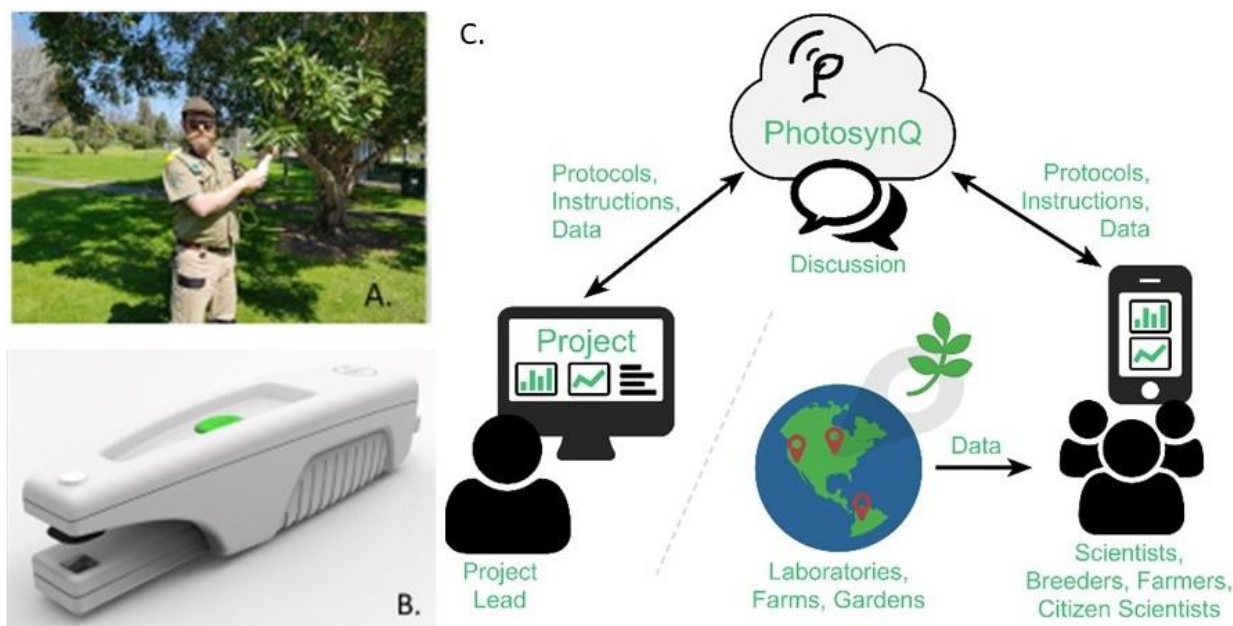 A.
B.
C.
PhotosynQ
Protocols,
Instructions,
Data
Protocols,
Instructions,
Data
Discussion
Project
Data
Project
Lead
Laboratories,
Farms, Gardens
Scientists,
Breeders, Farmers,
Citizen Scientists